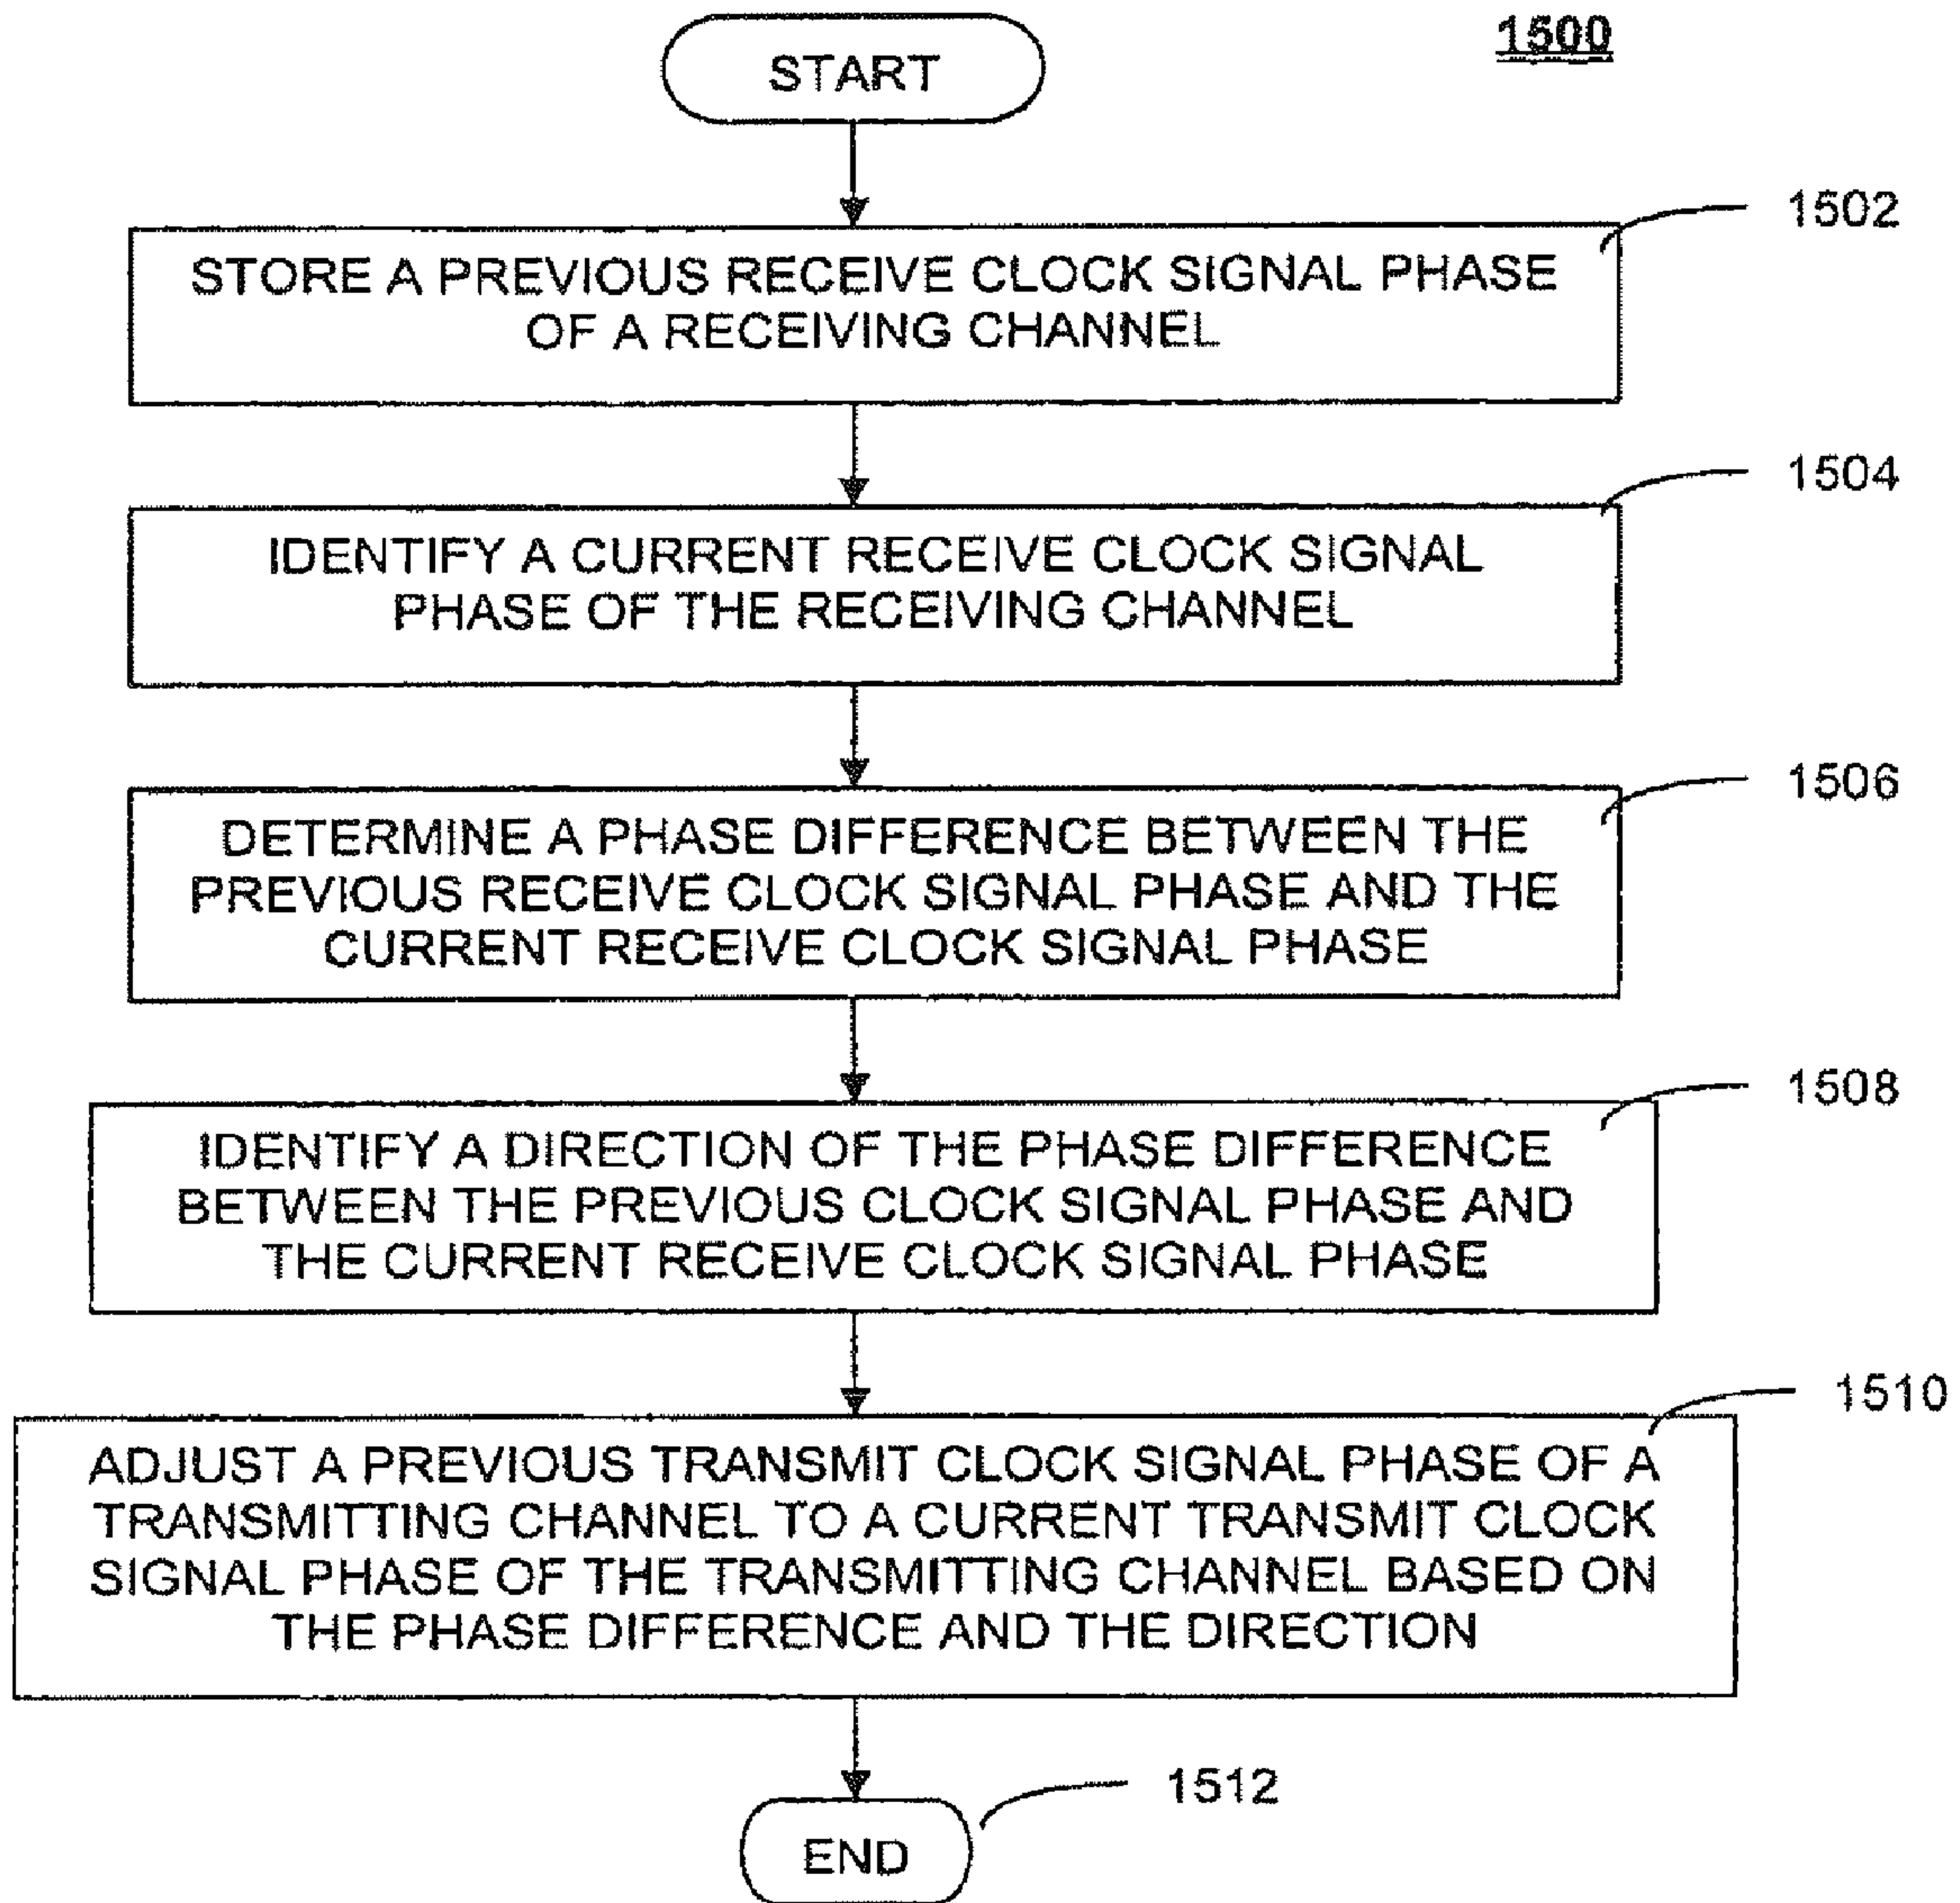 1500
START
1502
STORE A PREVIOUS RECEIVE CLOCK SIGNAL PHASE
OF A RECEIVING CHANNEL
1504
IDENTIFY A CURRENT RECEIVE CLOCK SIGNAL
PHASE OF THE RECEIVING CHANNEL
1506
DETERMINE A PHASE DIFFERENCE BETWEEN THE
PREVIOUS RECEIVE CLOCK SIGNAL PHASE AND THE
CURRENT RECEIVE CLOCK SIGNAL PHASE
1508
IDENTIFY A DIRECTION OF THE PHASE DIFFERENCE
BETWEEN THE PREVIOUS CLOCK SIGNAL PHASE AND
THE CURRENT RECEIVE CLOCK SIGNAL PHASE
1510
ADJUST A PREVIOUS TRANSMIT CLOCK SIGNAL PHASE OF A
TRANSMITTING CHANNEL TO A CURRENT TRANSMIT CLOCK
SIGNAL PHASE OF THE TRANSMITTING CHANNEL BASED ON
THE PHASE DIFFERENCE AND THE DIRECTION
1512
END